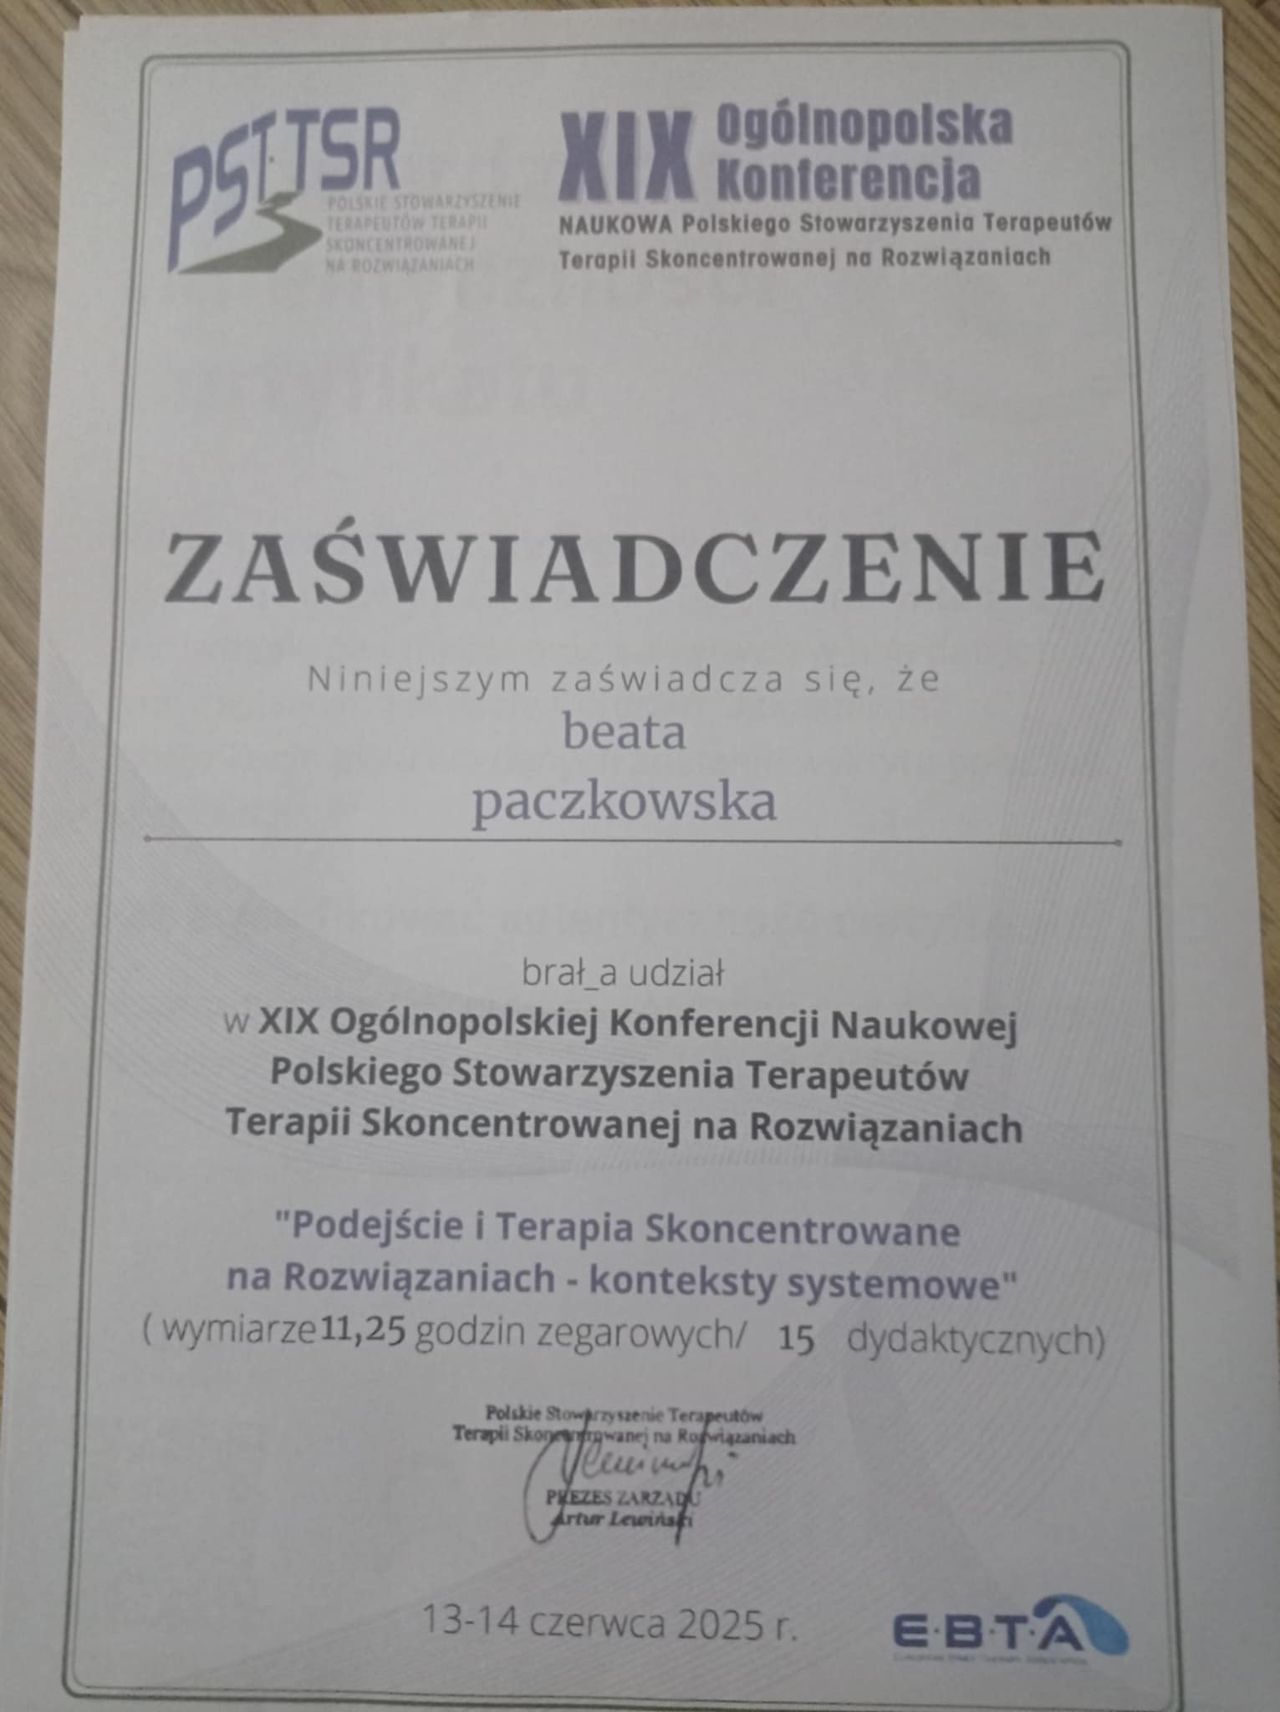 PSTTSR
POLSKIE STOWARZYSZENIE
TERAPEUTÓW TERAPII
SKONCENTROWANEJ
NA ROZWIĄZANIACH
XIX Ogólnopolska
Konferencja
NAUKOWA Polskiego Stowarzyszenia Terapeutów
Terapii Skoncentrowanej na Rozwiązaniach
ZAŚWIADCZENIE
Niniejszym zaświadcza się, że
beata
paczkowska
brał_a udział
w XIX Ogólnopolskiej Konferencji Naukowej
Polskiego Stowarzyszenia Terapeutów
Terapii Skoncentrowanej na Rozwiązaniach
"Podejście i Terapia Skoncentrowane
na Rozwiązaniach - konteksty systemowe"
( wymiarze 11,25 godzin zegarowych/ 15 dydaktycznych)
Polskie Stowarzyszenie Terapeutów
Terapii Skoncentrowanej na Rozwiązaniach
PREZES ZARZĄDU
Artur Lewiński
13-14 czerwca 2025 r.
E·B·T·A